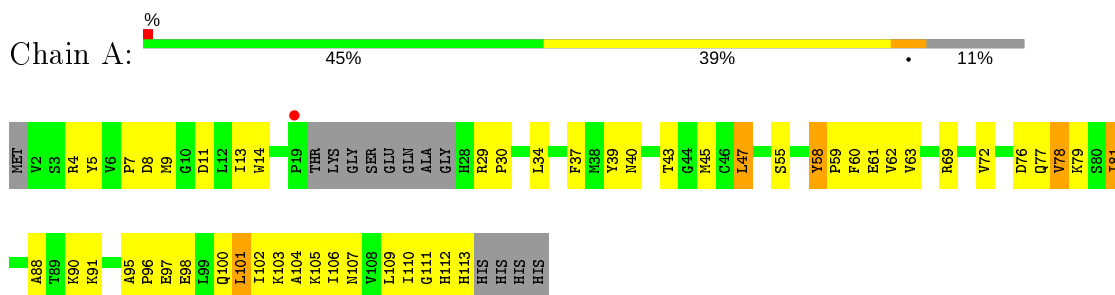 %
Chain A:
45% 39% • 11%
MET V2 S3 R4 Y5 V6 P7 D8 M9 G10 D11 L12 I13 W14 P19 THR LYS GLY SER GLU GLN ALA GLY H28 R29 P30 L34 F37 M38 Y39 N40 T43 G44 M45 C46 L47 S55 Y58 P59 F60 E61 V62 V63 R69 V72 D76 Q77 V78 K79 S80 I81
A88 T89 K90 K91 A95 P96 E97 E98 L99 Q100 L101 I102 K103 A104 K105 I106 N107 V108 L109 I110 G111 H112 H113 HIS HIS HIS HIS